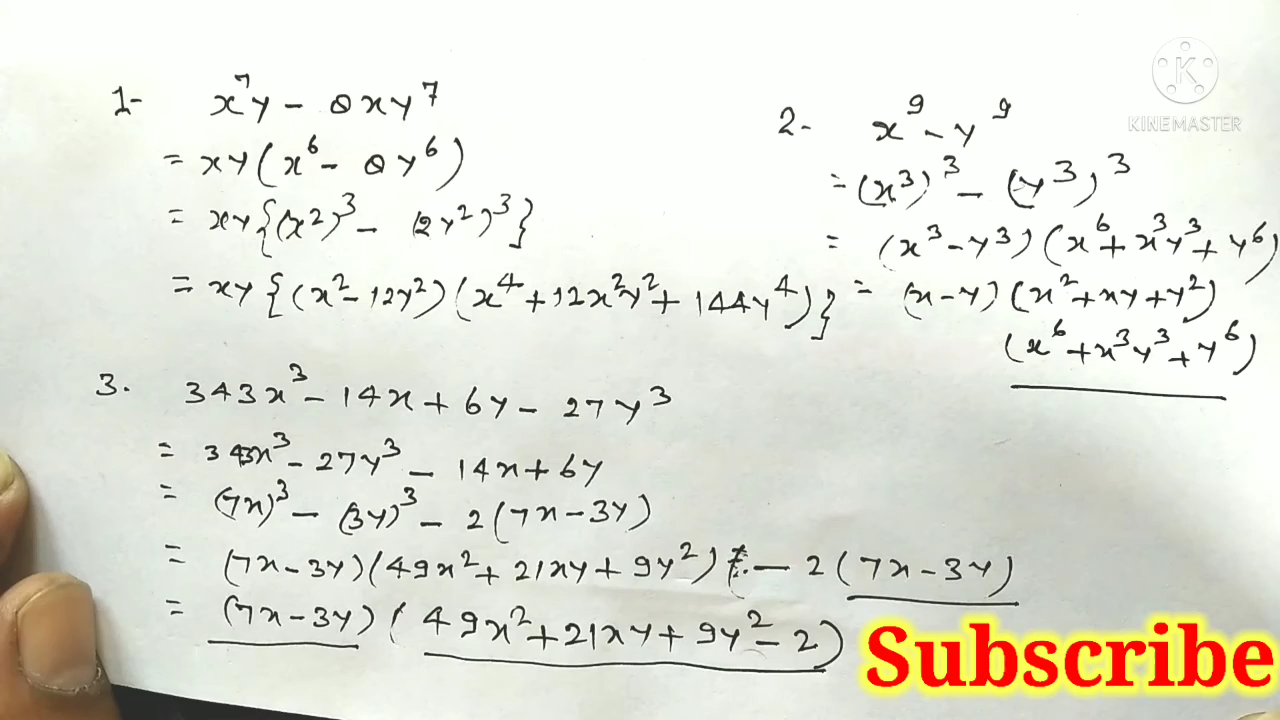 1- x⁷y - 8xy⁷
= xy(x⁶ - 8y⁶)
= xy{(x²)³ - (2y²)³}
= xy{(x² - 12y²)(x⁴ + 12x²y² + 144y⁴)}
2. x⁹ - y⁹
= (x³)³ - (y³)³
= (x³ - y³)(x⁶ + x³y³ + y⁶)
= (x - y)(x² + xy + y²)
(x⁶ + x³y³ + y⁶)
3. 343x³ - 14x + 6y - 27y³
= 343x³ - 27y³ - 14x + 6y
= (7x)³ - (3y)³ - 2(7x - 3y)
= (7x - 3y)(49x² + 21xy + 9y²) - 2(7x - 3y)
= (7x - 3y)(49x² + 21xy + 9y² - 2)
K
KINEMASTER
Subscribe